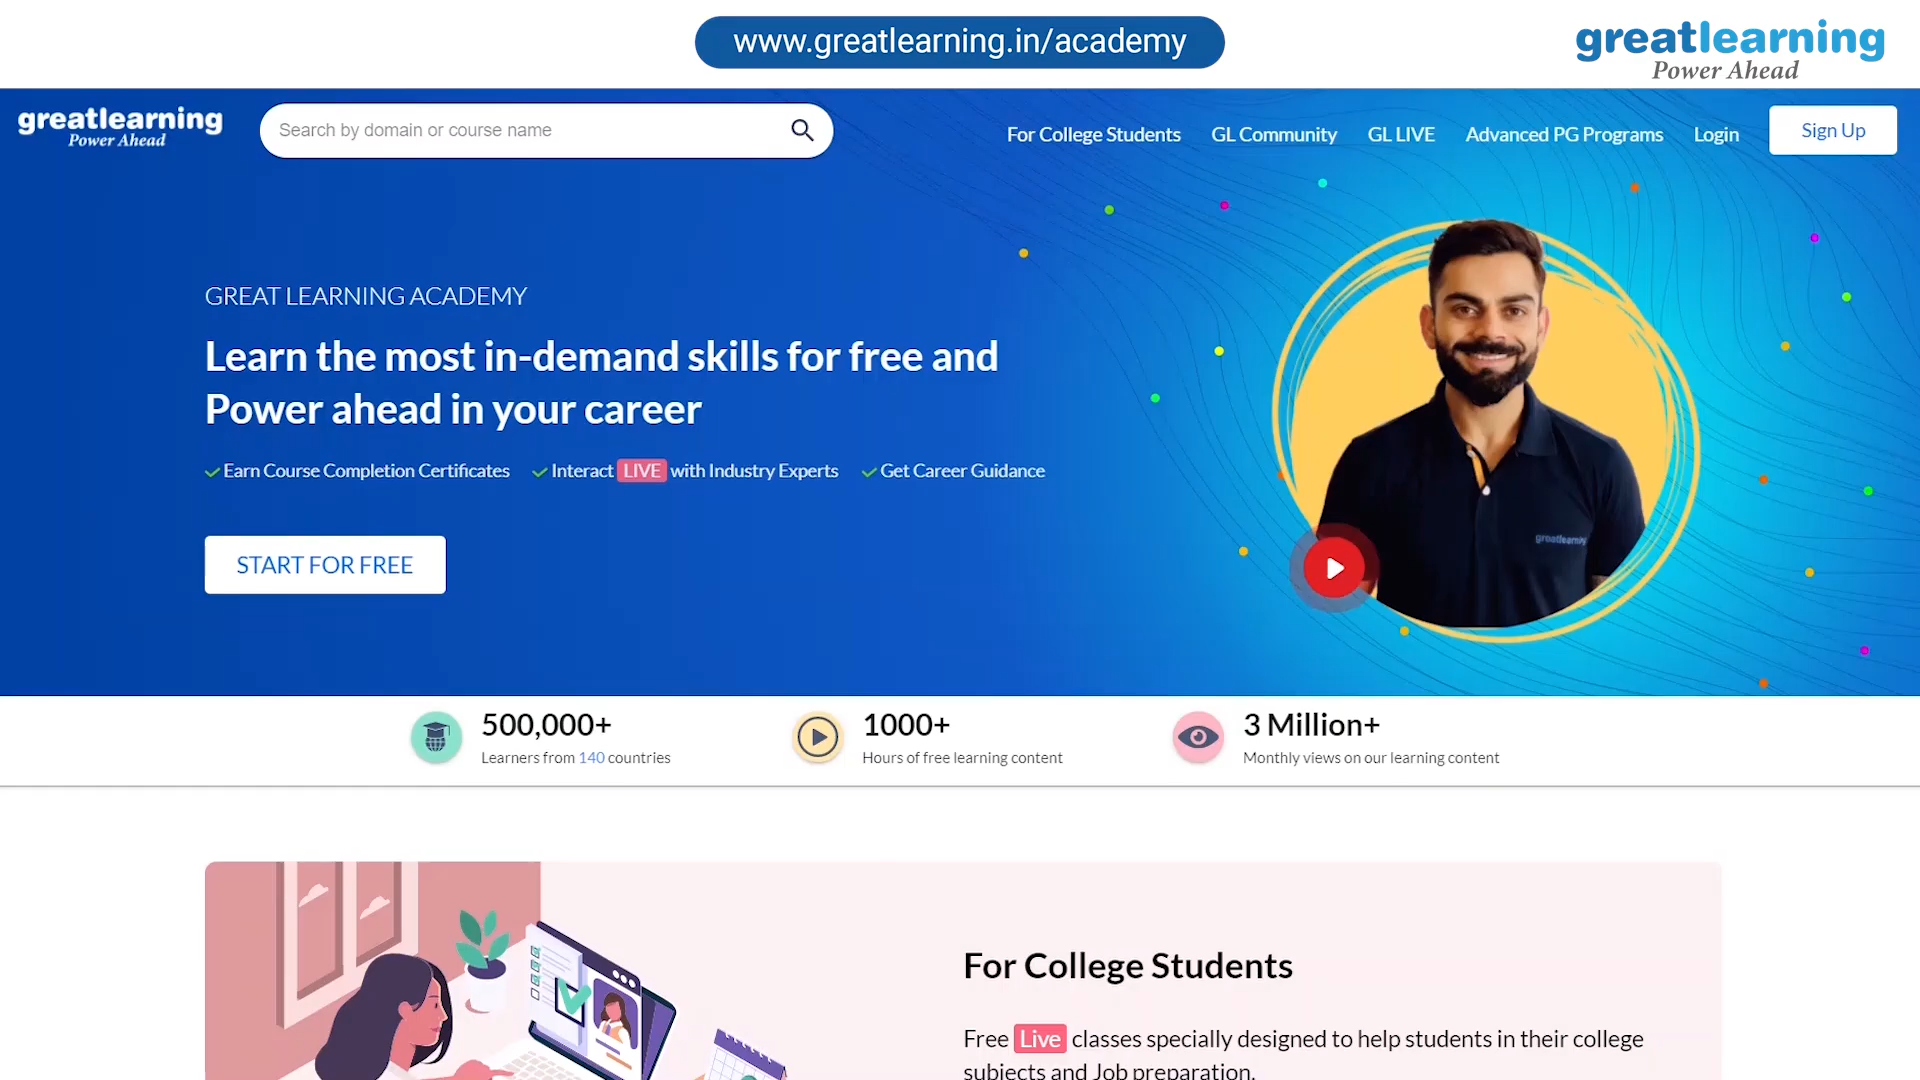 www.greatlearning.in/academy
greatlearning
Power Ahead
greatlearning
Power Ahead
Search by domain or course name
For College Students
GL Community
GL LIVE
Advanced PG Programs
Login
Sign Up
GREAT LEARNING ACADEMY
Learn the most in-demand skills for free and
Power ahead in your career
Earn Course Completion Certificates
Interact LIVE with Industry Experts
Get Career Guidance
greatlearning
START FOR FREE
500,000+
Learners from 140 countries
1000+
Hours of free learning content
3 Million+
Monthly views on our learning content
For College Students
Free Live classes specially designed to help students in their college
subjects and Job preparation.